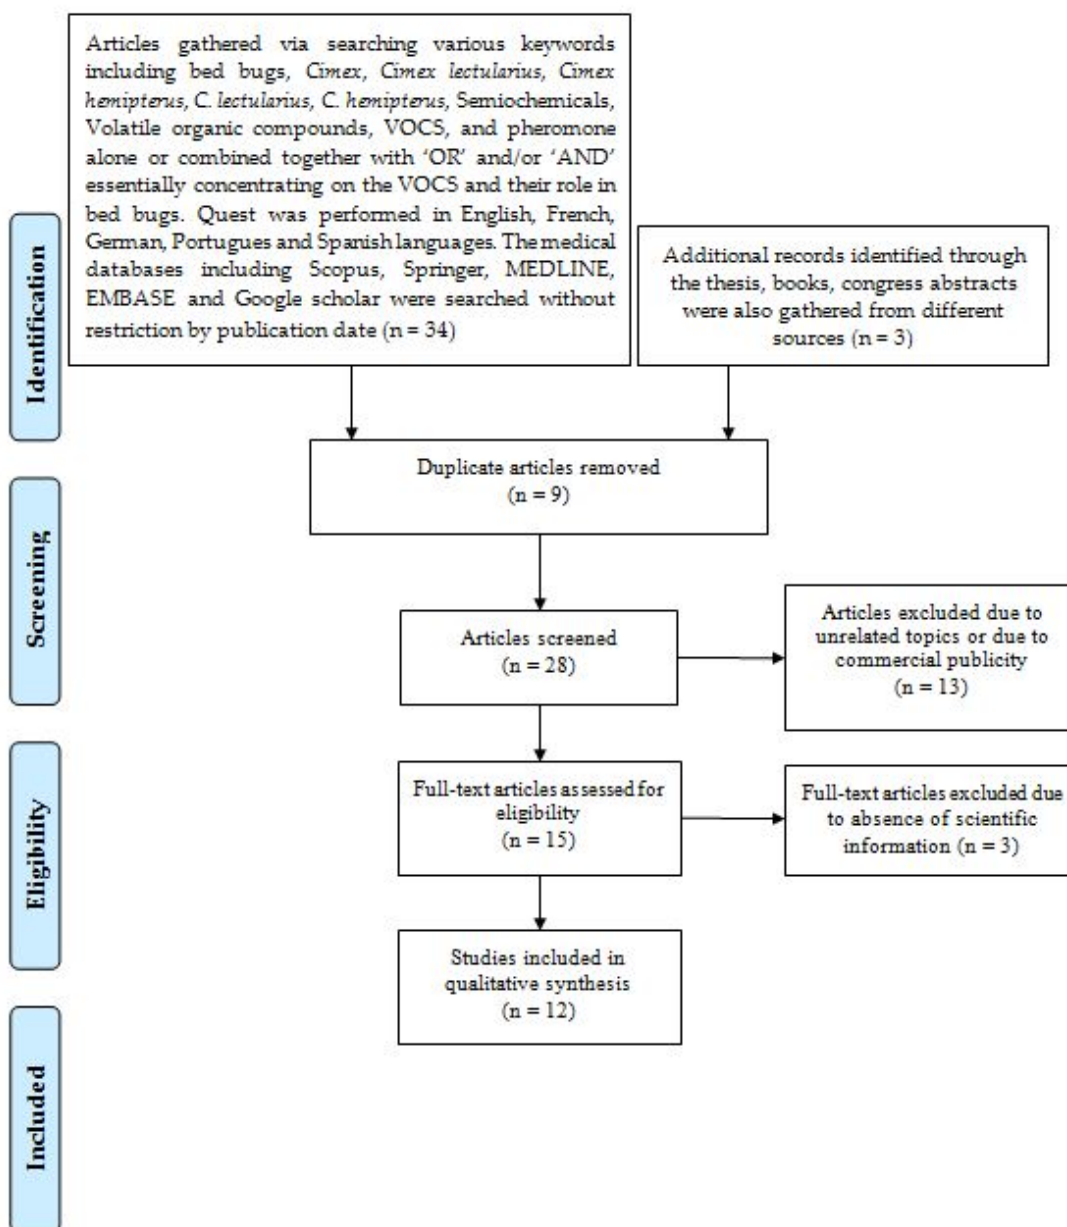 Articles gathered via searching various keywords
including bed bugs, Cimex, Cimex lectularius, Cimex
hemipterus, C. lectularius, C. hemipterus, Semiochemicals,
Volatile organic compounds, VOCS, and pheromone
alone or combined together with ‘OR’ and/or ‘AND’
essentially concentrating on the VOCS and their role in
bed bugs. Quest was performed in English, French,
German, Portugues and Spanish languages. The medical
databases including Scopus, Springer, MEDLINE,
EMBASE and Google scholar were searched without
restriction by publication date (n = 34)
Additional records identified through
the thesis, books, congress abstracts
were also gathered from different
sources (n = 3)
Identification
Duplicate articles removed
(n = 9)
Screening
Articles screened
(n = 28)
Articles excluded due to
unrelated topics or due to
commercial publicity
(n = 13)
Eligibility
Full-text articles assessed for
eligibility
(n = 15)
Full-text articles excluded due
to absence of scientific
information (n = 3)
Studies included in
qualitative synthesis
(n = 12)
Included